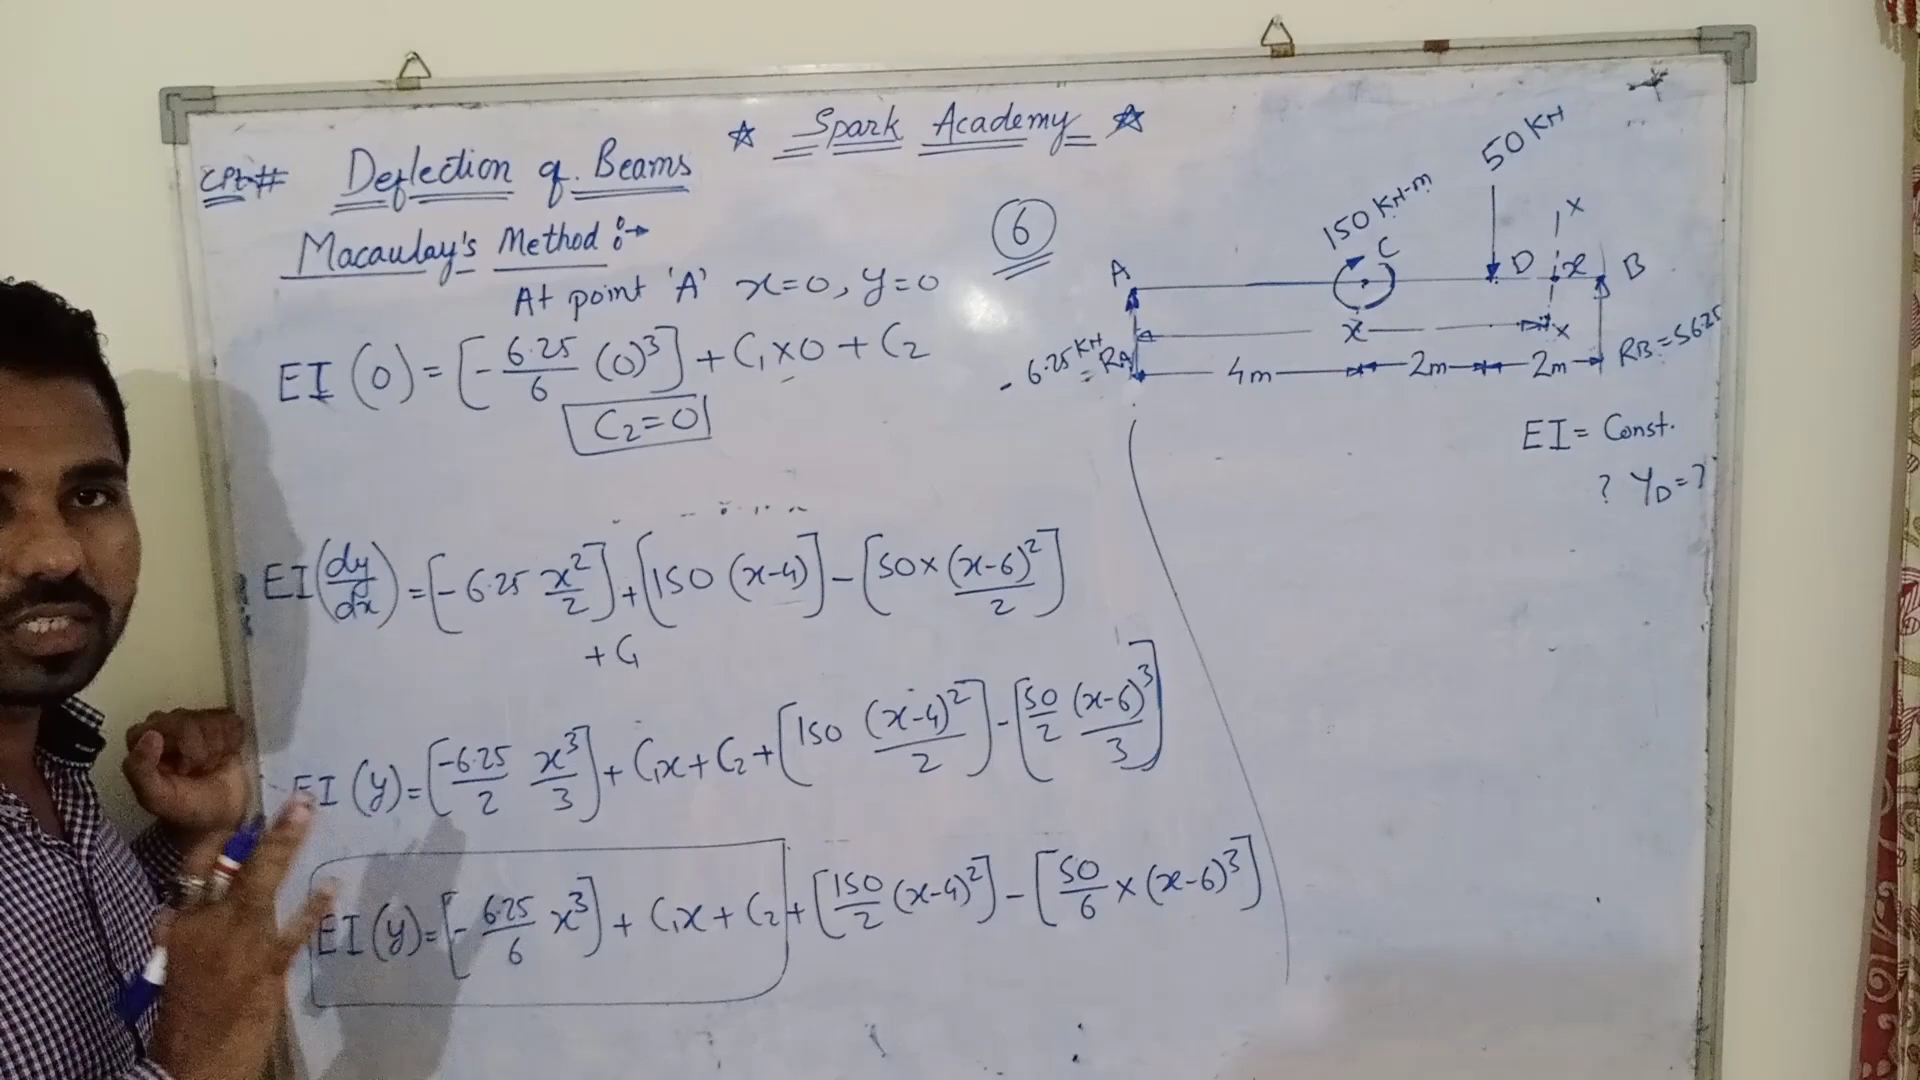 ☆ Spark Academy ☆
CPt# Deflection of Beams
Macaulay's Method :→
6
At point 'A' x=0, y=0
EI (0) = [- 6.25/6 (0)³] + C₁×0 + C₂
C₂=0
EI (dy/dx) = [-6.25 x²/2] + [150 (x-4)] - [50× (x-6)²/2]
+ C₁
EI (y) = [-6.25/2 x³/3] + C₁x + C₂ + [150 (x-4)²/2] - [50/2 (x-6)³/3]
EI (y) = [- 6.25/6 x³] + C₁x + C₂ + [150/2 (x-4)²] - [50/6 × (x-6)³]
50 KN
150 KN-m
x
A C D x B
x x
- 6.25 KN = RA
RB = 56.25
4m 2m 2m
EI = Const.
? YD = ?